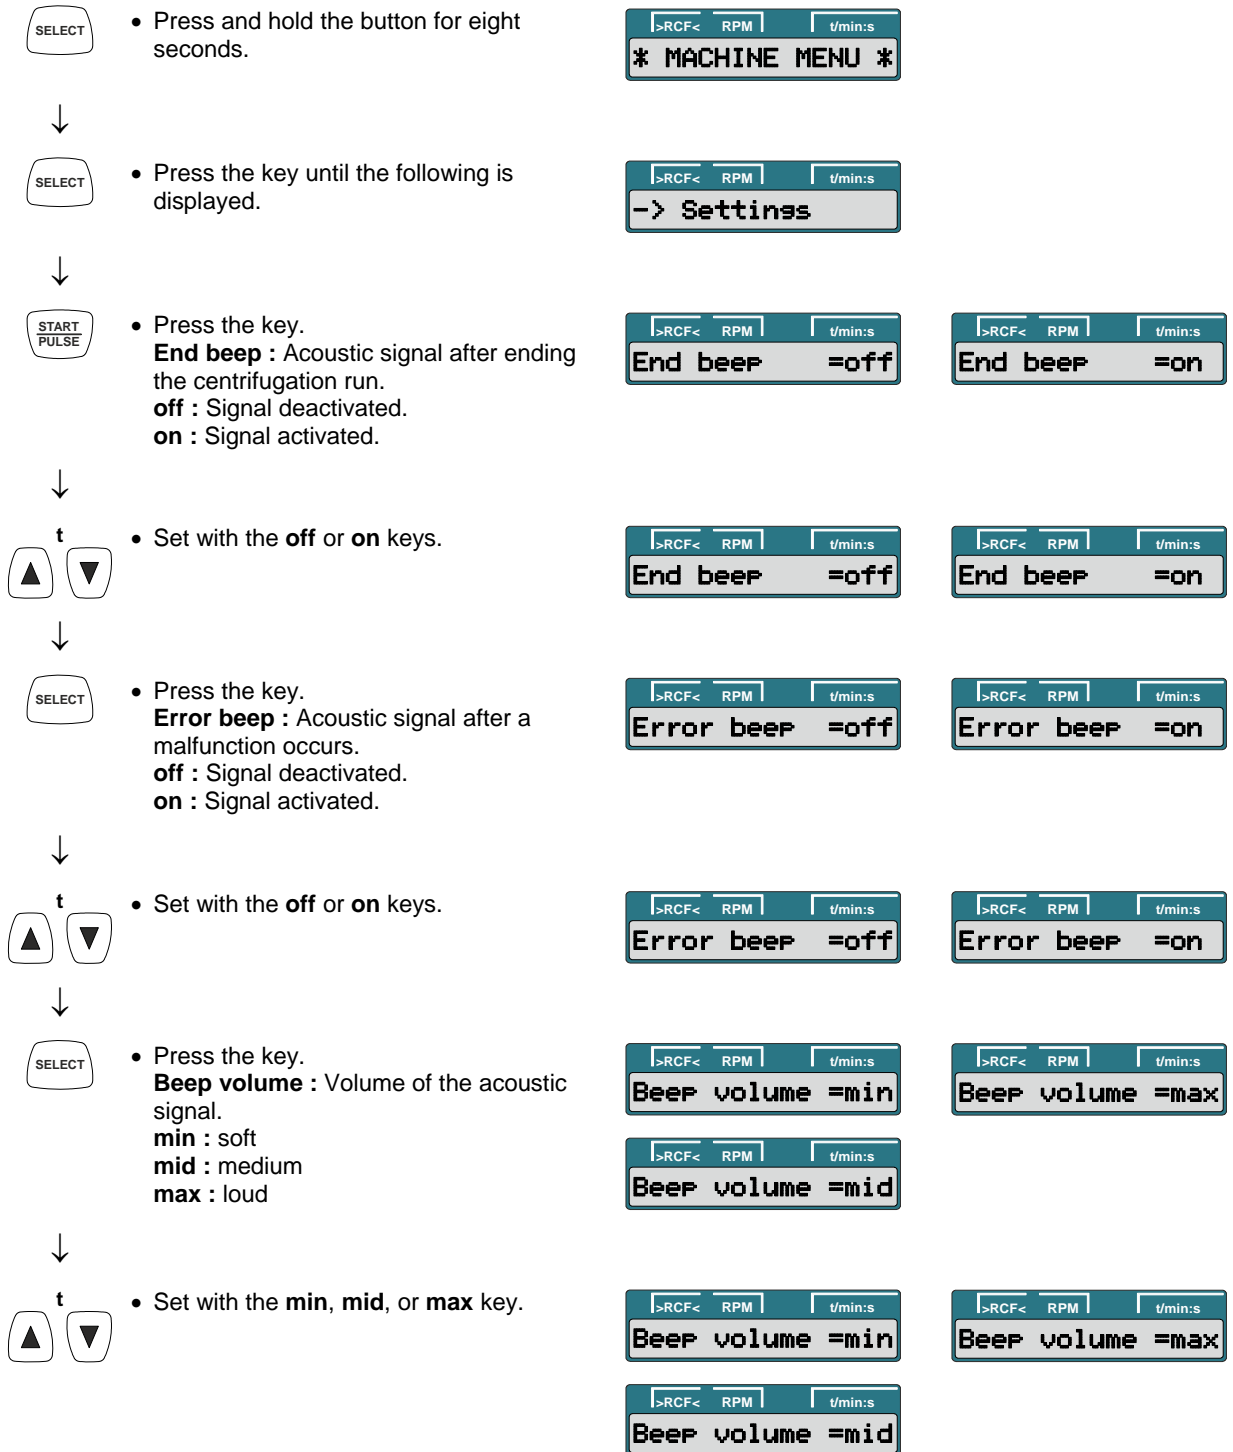 SELECT
• Press and hold the button for eight
seconds.
>RCF< RPM t/min:s
* MACHINE MENU *
↓
SELECT
• Press the key until the following is
displayed.
>RCF< RPM t/min:s
-> Settings
↓
START
PULSE
• Press the key.
End beep : Acoustic signal after ending
the centrifugation run.
off : Signal deactivated.
on : Signal activated.
>RCF< RPM t/min:s
End beep =off
>RCF< RPM t/min:s
End beep =on
↓
t
▲ ▼
• Set with the off or on keys.
>RCF< RPM t/min:s
End beep =off
>RCF< RPM t/min:s
End beep =on
↓
SELECT
• Press the key.
Error beep : Acoustic signal after a
malfunction occurs.
off : Signal deactivated.
on : Signal activated.
>RCF< RPM t/min:s
Error beep =off
>RCF< RPM t/min:s
Error beep =on
↓
t
▲ ▼
• Set with the off or on keys.
>RCF< RPM t/min:s
Error beep =off
>RCF< RPM t/min:s
Error beep =on
↓
SELECT
• Press the key.
Beep volume : Volume of the acoustic
signal.
min : soft
mid : medium
max : loud
>RCF< RPM t/min:s
Beep volume =min
>RCF< RPM t/min:s
Beep volume =max
>RCF< RPM t/min:s
Beep volume =mid
↓
t
▲ ▼
• Set with the min, mid, or max key.
>RCF< RPM t/min:s
Beep volume =min
>RCF< RPM t/min:s
Beep volume =max
>RCF< RPM t/min:s
Beep volume =mid